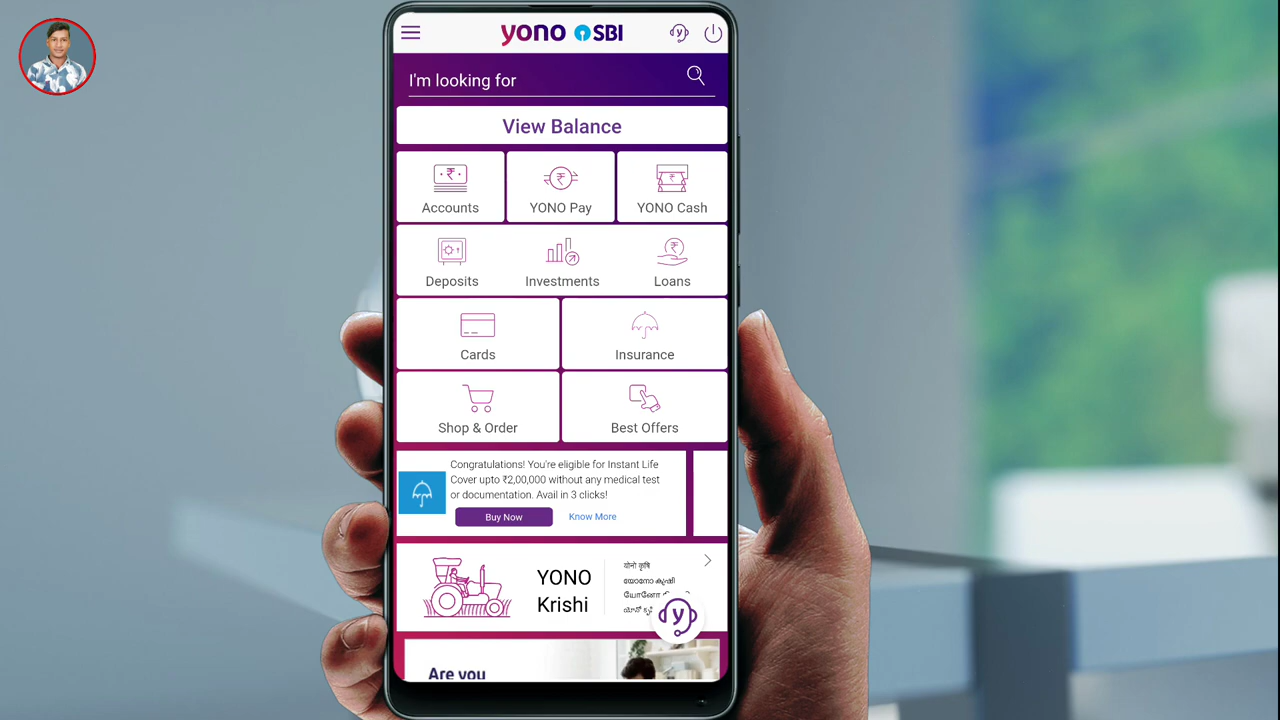 yono SBI
I'm looking for
View Balance
Accounts
YONO Pay
YONO Cash
Deposits
Investments
Loans
Cards
Insurance
Shop & Order
Best Offers
Congratulations! You're eligible for Instant Life
Cover upto ₹2,00,000 without any medical test
or documentation. Avail in 3 clicks!
Buy Now
Know More
YONO
Krishi
योनो कृषि
യോനോ കൃഷി
y
Are you